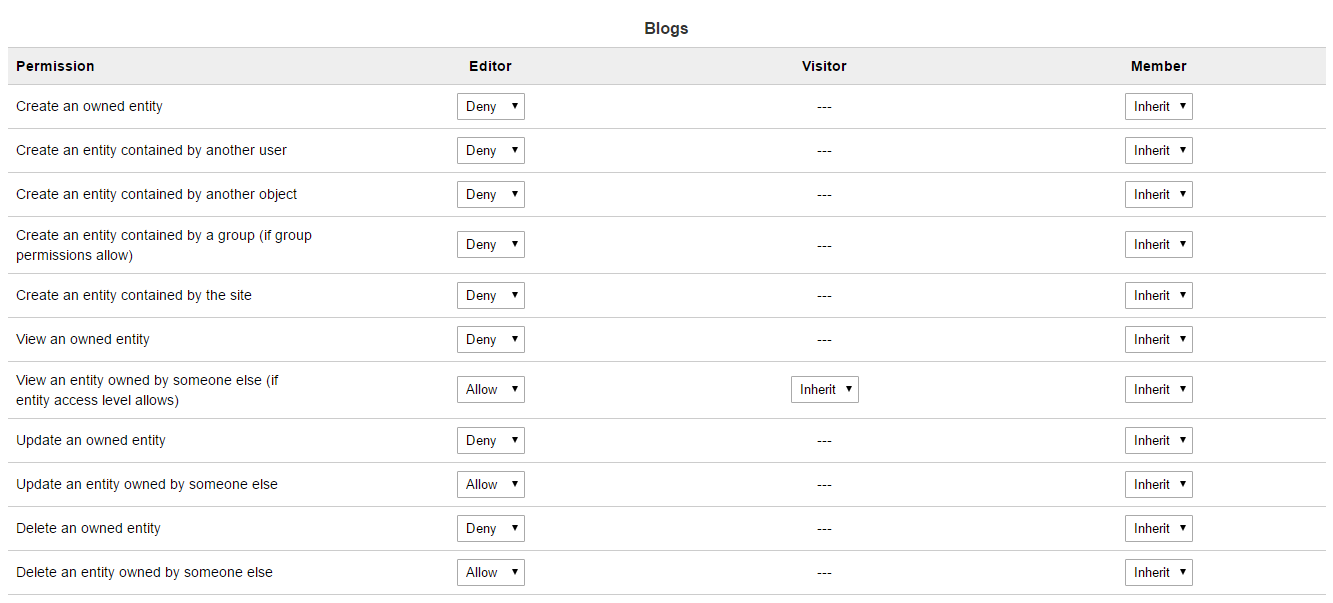 Blogs
Permission Editor Visitor Member
Create an owned entity Deny ▼ --- Inherit ▼
Create an entity contained by another user Deny ▼ --- Inherit ▼
Create an entity contained by another object Deny ▼ --- Inherit ▼
Create an entity contained by a group (if group
permissions allow) Deny ▼ --- Inherit ▼
Create an entity contained by the site Deny ▼ --- Inherit ▼
View an owned entity Deny ▼ --- Inherit ▼
View an entity owned by someone else (if
entity access level allows) Allow ▼ Inherit ▼ Inherit ▼
Update an owned entity Deny ▼ --- Inherit ▼
Update an entity owned by someone else Allow ▼ --- Inherit ▼
Delete an owned entity Deny ▼ --- Inherit ▼
Delete an entity owned by someone else Allow ▼ --- Inherit ▼